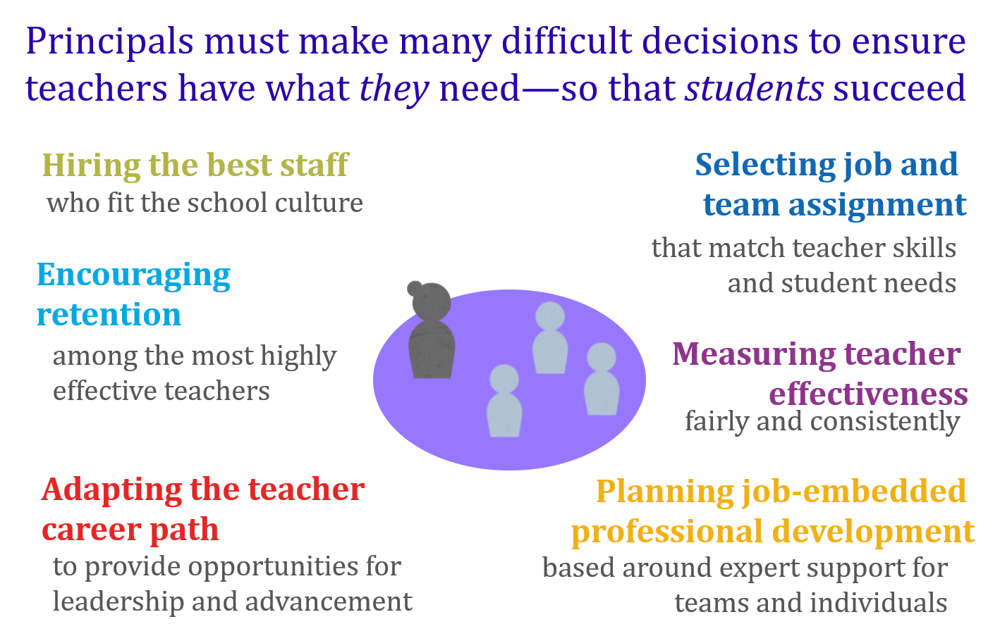 Principals must make many difficult decisions to ensure
teachers have what they need—so that students succeed
Hiring the best staff
who fit the school culture
Encouraging
retention
among the most highly
effective teachers
Adapting the teacher
career path
to provide opportunities for
leadership and advancement
Selecting job and
team assignment
that match teacher skills
and student needs
Measuring teacher
effectiveness
fairly and consistently
Planning job-embedded
professional development
based around expert support for
teams and individuals